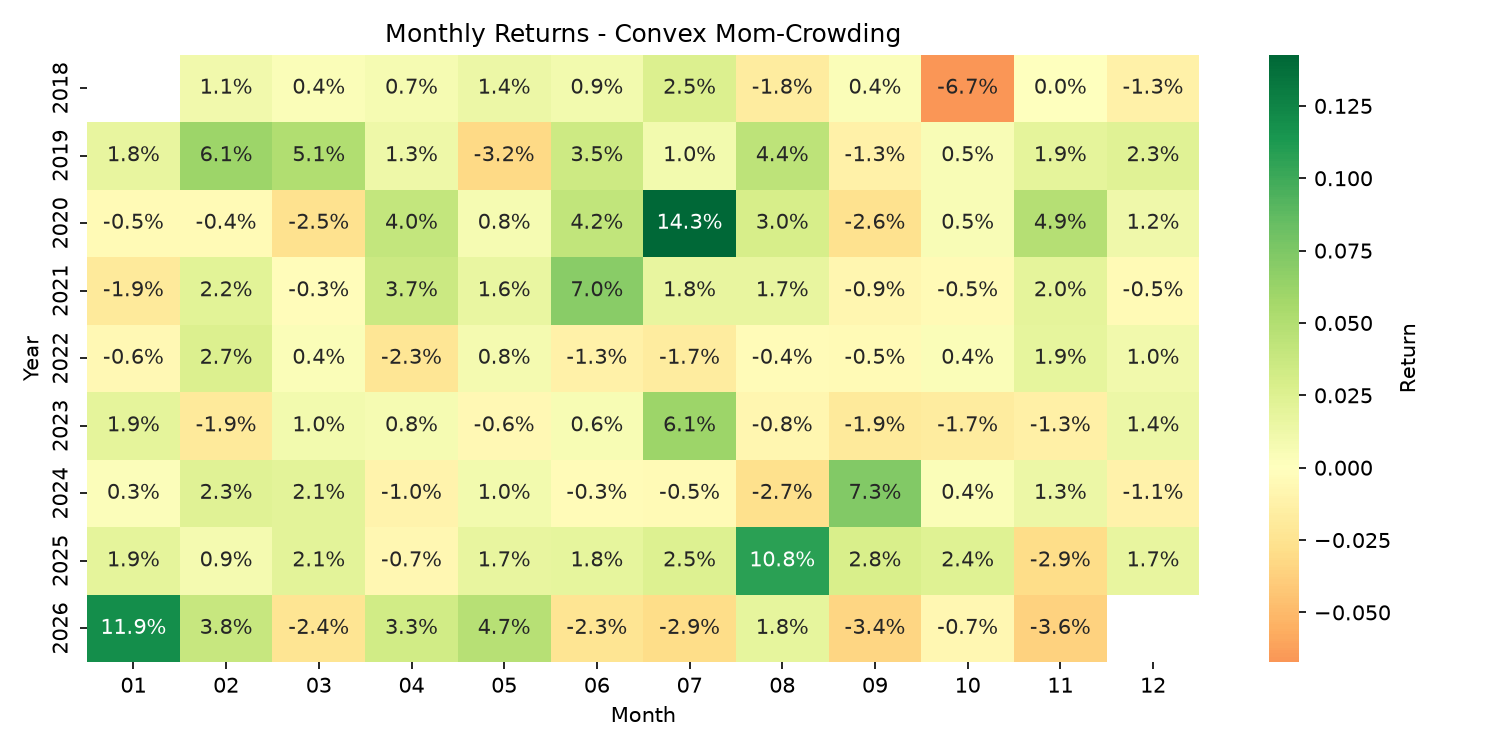 Monthly Returns - Convex Mom-Crowding
2018 1.1% 0.4% 0.7% 1.4% 0.9% 2.5% -1.8% 0.4% -6.7% 0.0% -1.3%
2019 1.8% 6.1% 5.1% 1.3% -3.2% 3.5% 1.0% 4.4% -1.3% 0.5% 1.9% 2.3%
2020 -0.5% -0.4% -2.5% 4.0% 0.8% 4.2% 14.3% 3.0% -2.6% 0.5% 4.9% 1.2%
2021 -1.9% 2.2% -0.3% 3.7% 1.6% 7.0% 1.8% 1.7% -0.9% -0.5% 2.0% -0.5%
2022 -0.6% 2.7% 0.4% -2.3% 0.8% -1.3% -1.7% -0.4% -0.5% 0.4% 1.9% 1.0%
2023 1.9% -1.9% 1.0% 0.8% -0.6% 0.6% 6.1% -0.8% -1.9% -1.7% -1.3% 1.4%
2024 0.3% 2.3% 2.1% -1.0% 1.0% -0.3% -0.5% -2.7% 7.3% 0.4% 1.3% -1.1%
2025 1.9% 0.9% 2.1% -0.7% 1.7% 1.8% 2.5% 10.8% 2.8% 2.4% -2.9% 1.7%
2026 11.9% 3.8% -2.4% 3.3% 4.7% -2.3% -2.9% 1.8% -3.4% -0.7% -3.6%
01 02 03 04 05 06 07 08 09 10 11 12
Month
Year
0.125
0.100
0.075
0.050
0.025
0.000
−0.025
−0.050
Return